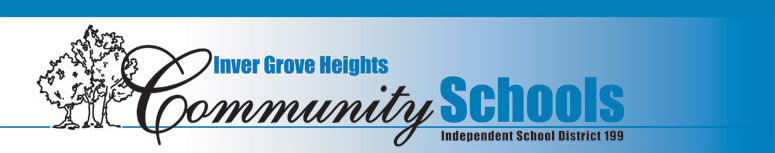 Inver Grove Heights
Community Schools
Independent School District 199